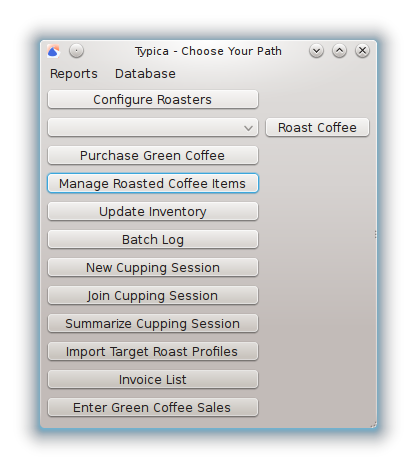 Typica - Choose Your Path
Reports Database
Configure Roasters
Roast Coffee
Purchase Green Coffee
Manage Roasted Coffee Items
Update Inventory
Batch Log
New Cupping Session
Join Cupping Session
Summarize Cupping Session
Import Target Roast Profiles
Invoice List
Enter Green Coffee Sales